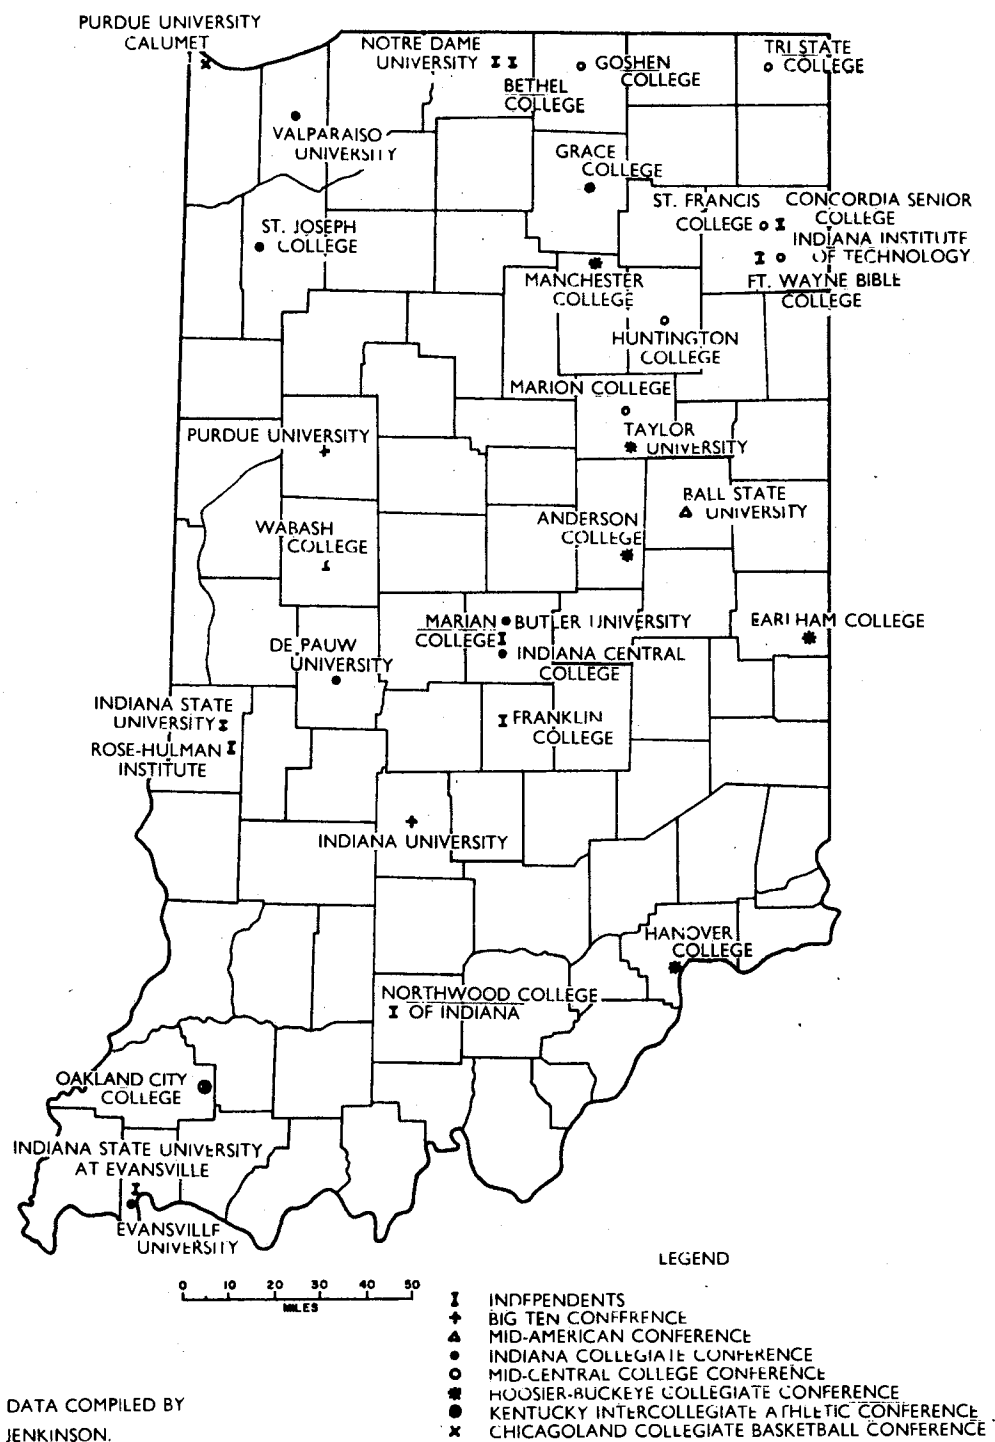 PURDUE UNIVERSITY
CALUMET
NOTRE DAME
UNIVERSITY
BETHEL
COLLEGE
GOSHEN
COLLEGE
TRI STATE
COLLEGE
VALPARAISO
UNIVERSITY
GRACE
COLLEGE
ST. JOSEPH
COLLEGE
ST. FRANCIS
COLLEGE
CONCORDIA SENIOR
COLLEGE
INDIANA INSTITUTE
OF TECHNOLOGY
FT. WAYNE BIBLE
COLLEGE
MANCHESTER
COLLEGE
HUNTINGTON
COLLEGE
MARION COLLEGE
TAYLOR
UNIVERSITY
PURDUE UNIVERSITY
BALL STATE
UNIVERSITY
WABASH
COLLEGE
ANDERSON
COLLEGE
MARIAN
COLLEGE
BUTLER UNIVERSITY
INDIANA CENTRAL
COLLEGE
EARLHAM COLLEGE
DE PAUW
UNIVERSITY
INDIANA STATE
UNIVERSITY
ROSE-HULMAN
INSTITUTE
FRANKLIN
COLLEGE
INDIANA UNIVERSITY
HANOVER
COLLEGE
NORTHWOOD COLLEGE
OF INDIANA
OAKLAND CITY
COLLEGE
INDIANA STATE UNIVERSITY
AT EVANSVILLE
EVANSVILLE
UNIVERSITY
0 10 20 30 40 50
MILES
LEGEND
INDEPENDENTS
BIG TEN CONFERENCE
MID-AMERICAN CONFERENCE
INDIANA COLLEGIATE CONFERENCE
MID-CENTRAL COLLEGE CONFERENCE
HOOSIER-BUCKEYE COLLEGIATE CONFERENCE
KENTUCKY INTERCOLLEGIATE ATHLETIC CONFERENCE
CHICAGOLAND COLLEGIATE BASKETBALL CONFERENCE
DATA COMPILED BY
JENKINSON.